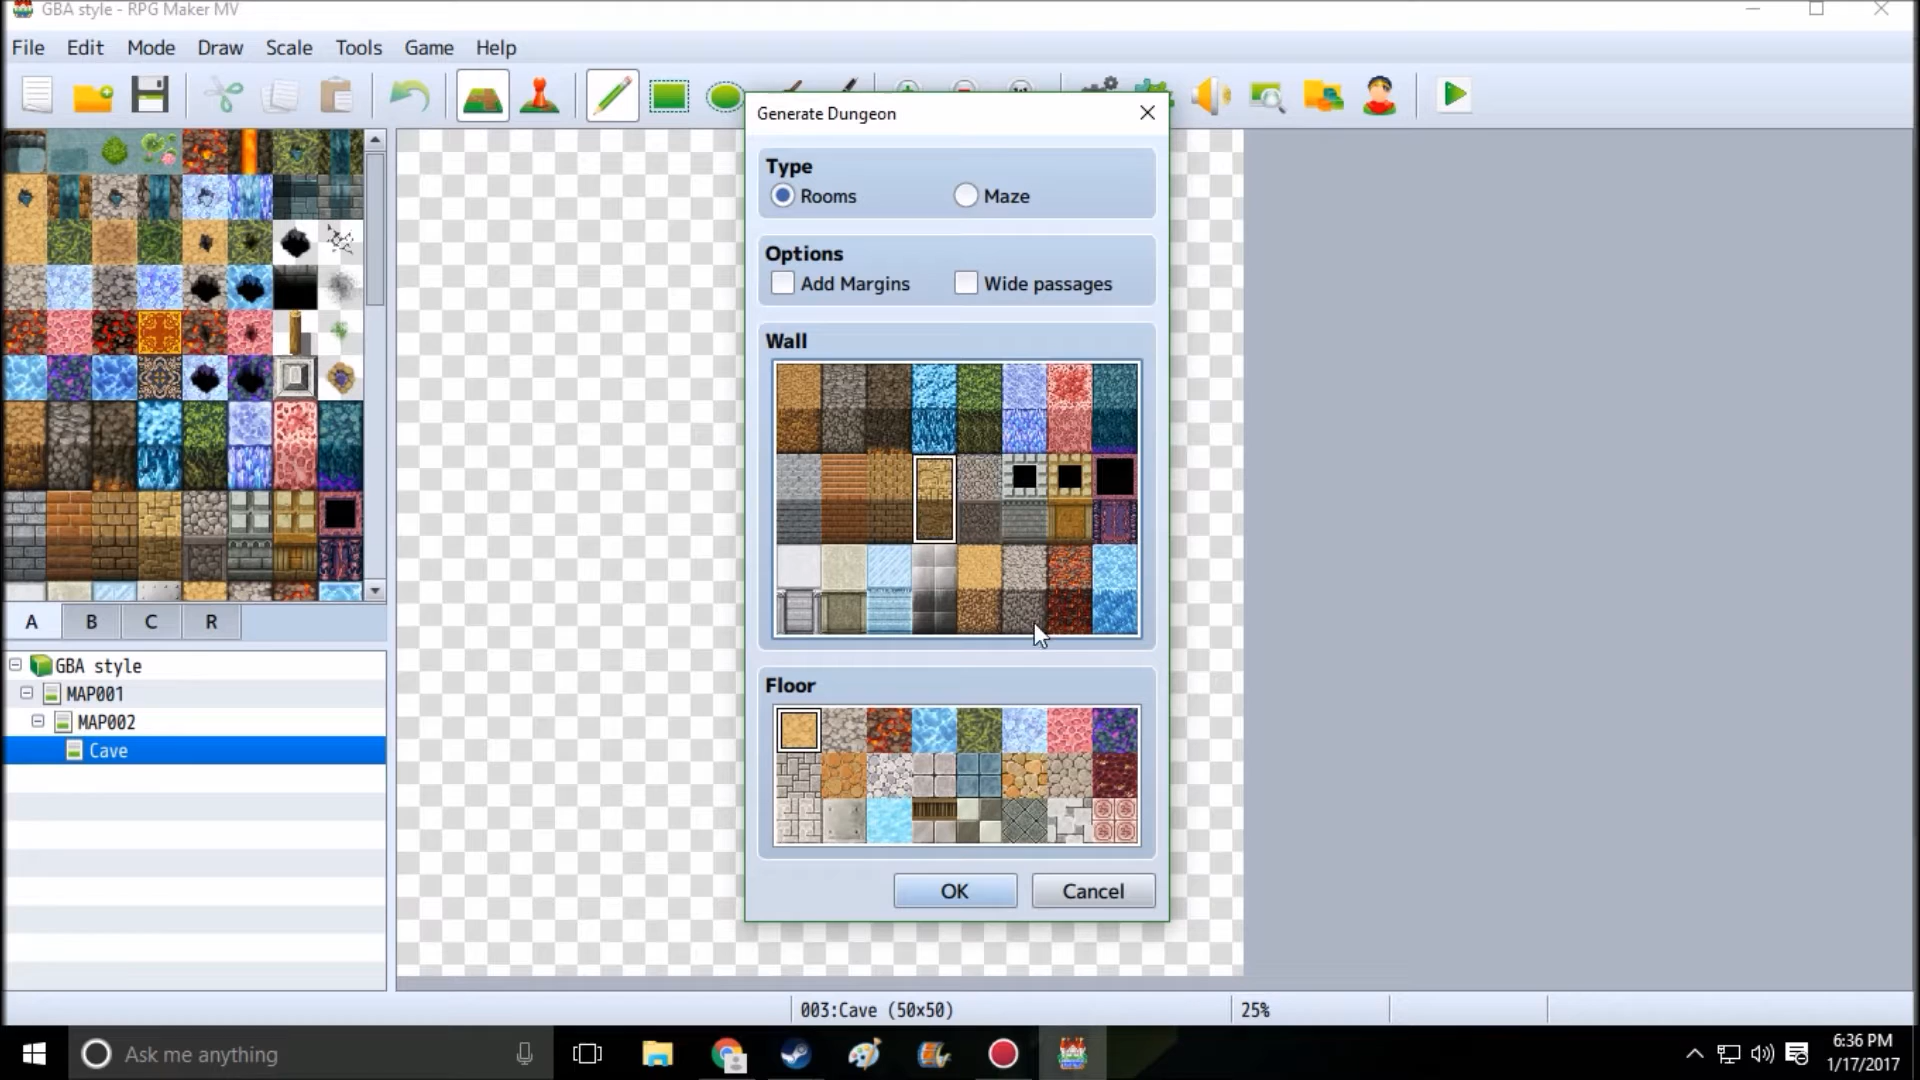 GBA style - RPG Maker MV
File Edit Mode Draw Scale Tools Game Help
Generate Dungeon
Type
Rooms Maze
Options
Add Margins Wide passages
Wall
A B C R
GBA style
MAP001
MAP002
Cave
Floor
OK Cancel
003:Cave (50x50) 25%
Ask me anything
6:36 PM
1/17/2017